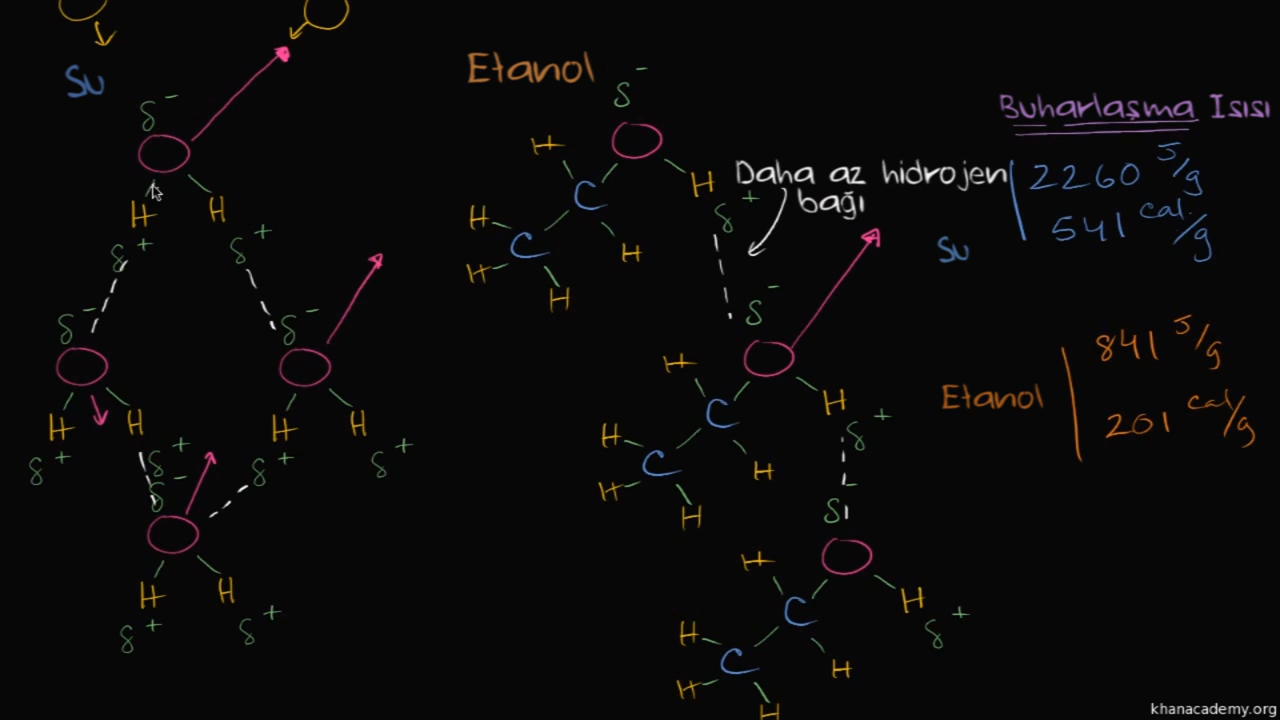 Su
δ⁻
H H
δ⁺ δ⁺
δ⁻ δ⁻
H H H H
δ⁺ δ⁺ δ⁺ δ⁺
δ⁻
H H
δ⁺ δ⁺
Etanol
δ⁻
H
C H
δ⁺
H C
H H
H
Daha az hidrojen
bağı
δ⁻
H
C H
δ⁺
H C
H H
H
δ⁻
H
C H
δ⁺
H C
H H
H
Buharlaşma Isısı
Su
2260 J/g
541 cal./g
Etanol
841 J/g
201 cal/g
khanacademy.org